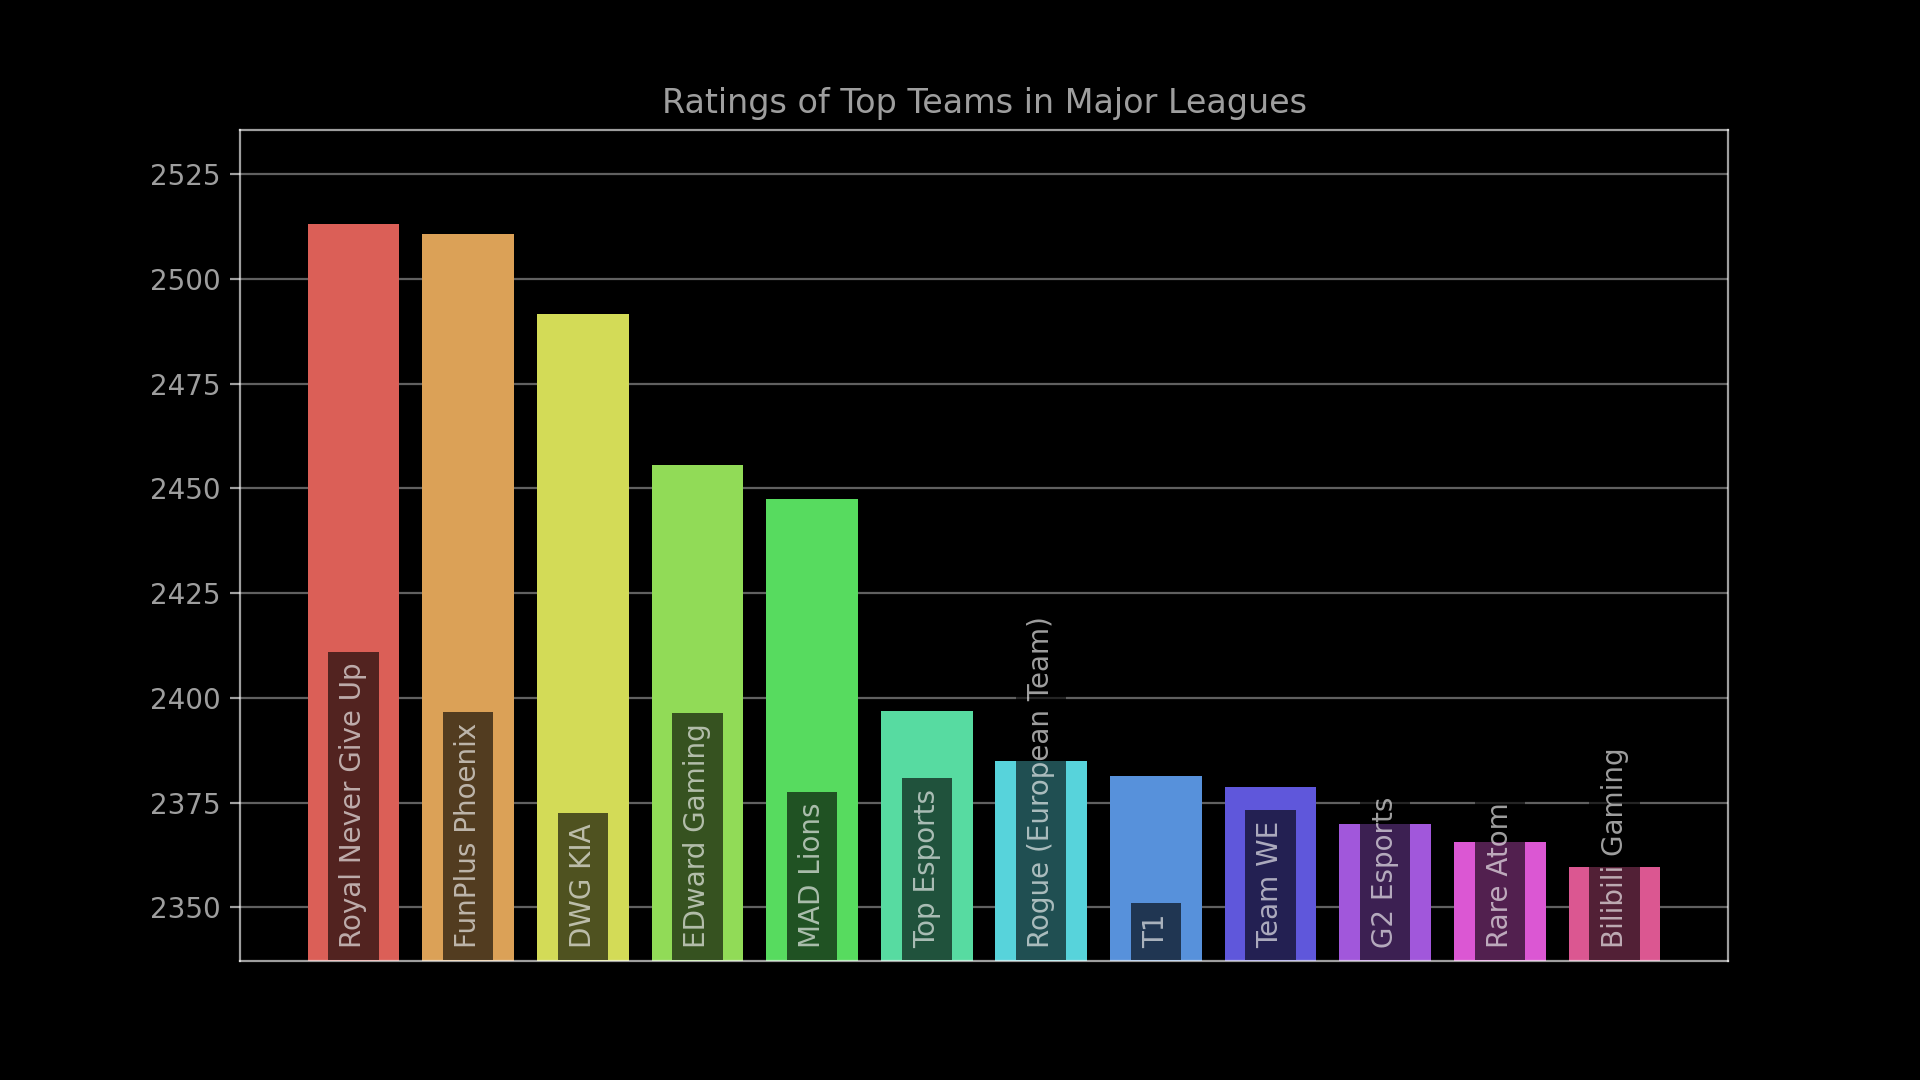 Ratings of Top Teams in Major Leagues
2525
2500
2475
2450
2425
2400
2375
2350
Royal Never Give Up
FunPlus Phoenix
DWG KIA
EDward Gaming
MAD Lions
Top Esports
Rogue (European Team)
T1
Team WE
G2 Esports
Rare Atom
Bilibili Gaming